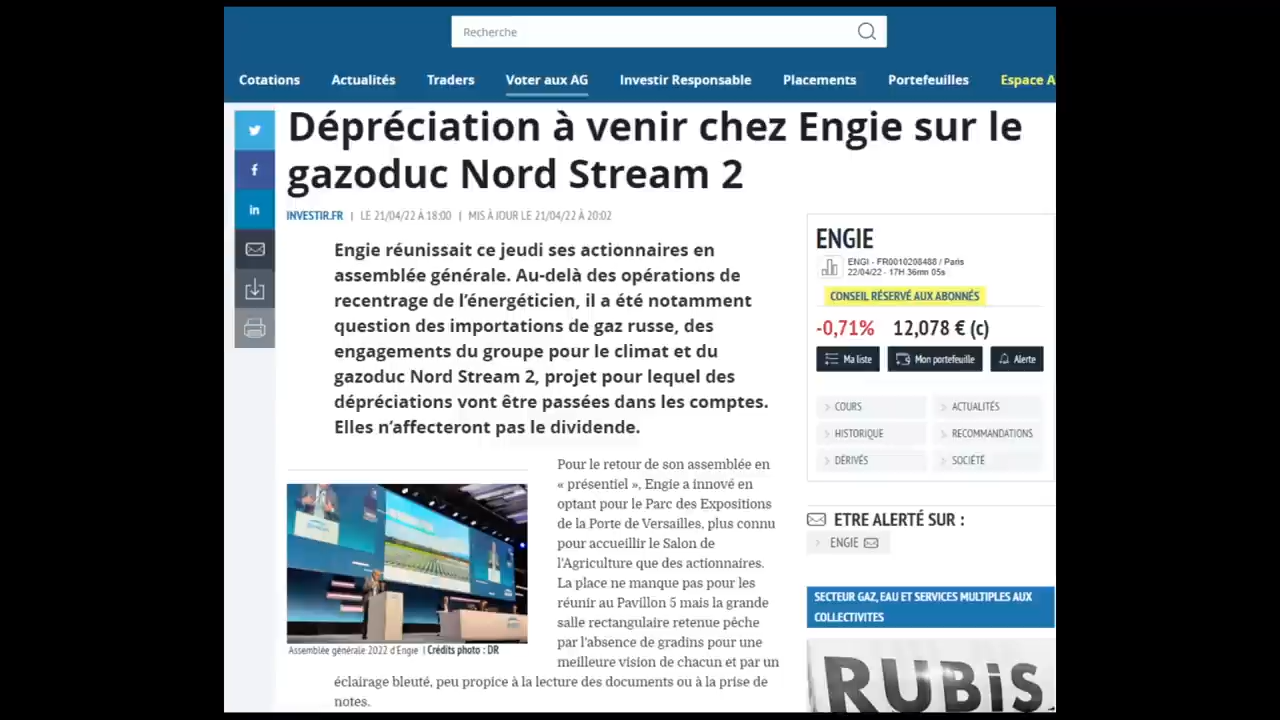 Recherche
Cotations Actualités Traders Voter aux AG Investir Responsable Placements Portefeuilles Espace A
Dépréciation à venir chez Engie sur le
gazoduc Nord Stream 2
INVESTIR.FR | LE 21/04/22 À 18:00 | MIS À JOUR LE 21/04/22 À 20:02
Engie réunissait ce jeudi ses actionnaires en
assemblée générale. Au-delà des opérations de
recentrage de l’énergéticien, il a été notamment
question des importations de gaz russe, des
engagements du groupe pour le climat et du
gazoduc Nord Stream 2, projet pour lequel des
dépréciations vont être passées dans les comptes.
Elles n’affecteront pas le dividende.
Assemblée générale 2022 d'Engie | Crédits photo : DR
Pour le retour de son assemblée en
« présentiel », Engie a innové en
optant pour le Parc des Expositions
de la Porte de Versailles, plus connu
pour accueillir le Salon de
l’Agriculture que des actionnaires.
La place ne manque pas pour les
réunir au Pavillon 5 mais la grande
salle rectangulaire retenue pêche
par l’absence de gradins pour une
meilleure vision de chacun et par un
éclairage bleuté, peu propice à la lecture des documents ou à la prise de
notes.
ENGIE
ENGI - FR0010208488 / Paris
22/04/22 - 17H 36mn 05s
CONSEIL RÉSERVÉ AUX ABONNÉS
-0,71% 12,078 € (c)
Ma liste Mon portefeuille Alerte
COURS ACTUALITÉS
HISTORIQUE RECOMMANDATIONS
DÉRIVÉS SOCIÉTÉ
ETRE ALERTÉ SUR :
ENGIE
SECTEUR GAZ, EAU ET SERVICES MULTIPLES AUX
COLLECTIVITES
RUBiS